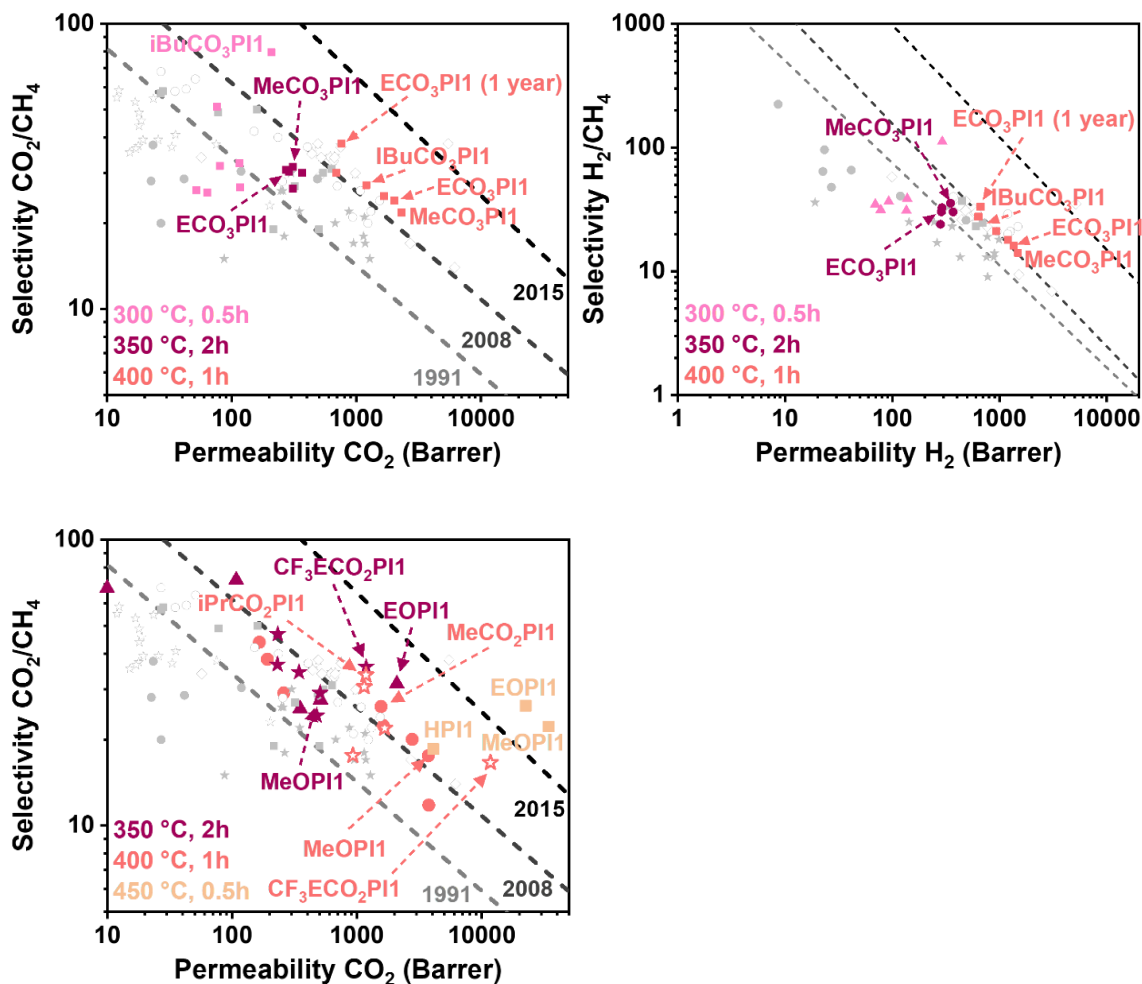 Selectivity CO₂/CH₄
100
10
iBuCO₃PI1
MeCO₃PI1
ECO₃PI1 (1 year)
IBuCO₃PI1
ECO₃PI1
MeCO₃PI1
ECO₃PI1
2015
2008
1991
300 °C, 0.5h
350 °C, 2h
400 °C, 1h
10 100 1000 10000
Permeability CO₂ (Barrer)
Selectivity H₂/CH₄
1000
100
10
1
MeCO₃PI1
ECO₃PI1 (1 year)
IBuCO₃PI1
ECO₃PI1
MeCO₃PI1
ECO₃PI1
300 °C, 0.5h
350 °C, 2h
400 °C, 1h
1 10 100 1000 10000
Permeability H₂ (Barrer)
Selectivity CO₂/CH₄
100
10
CF₃ECO₂PI1
iPrCO₂PI1
EOPI1
MeCO₂PI1
EOPI1
HPI1
MeOPI1
MeOPI1
2015
MeOPI1
CF₃ECO₂PI1
2008
1991
350 °C, 2h
400 °C, 1h
450 °C, 0.5h
10 100 1000 10000
Permeability CO₂ (Barrer)